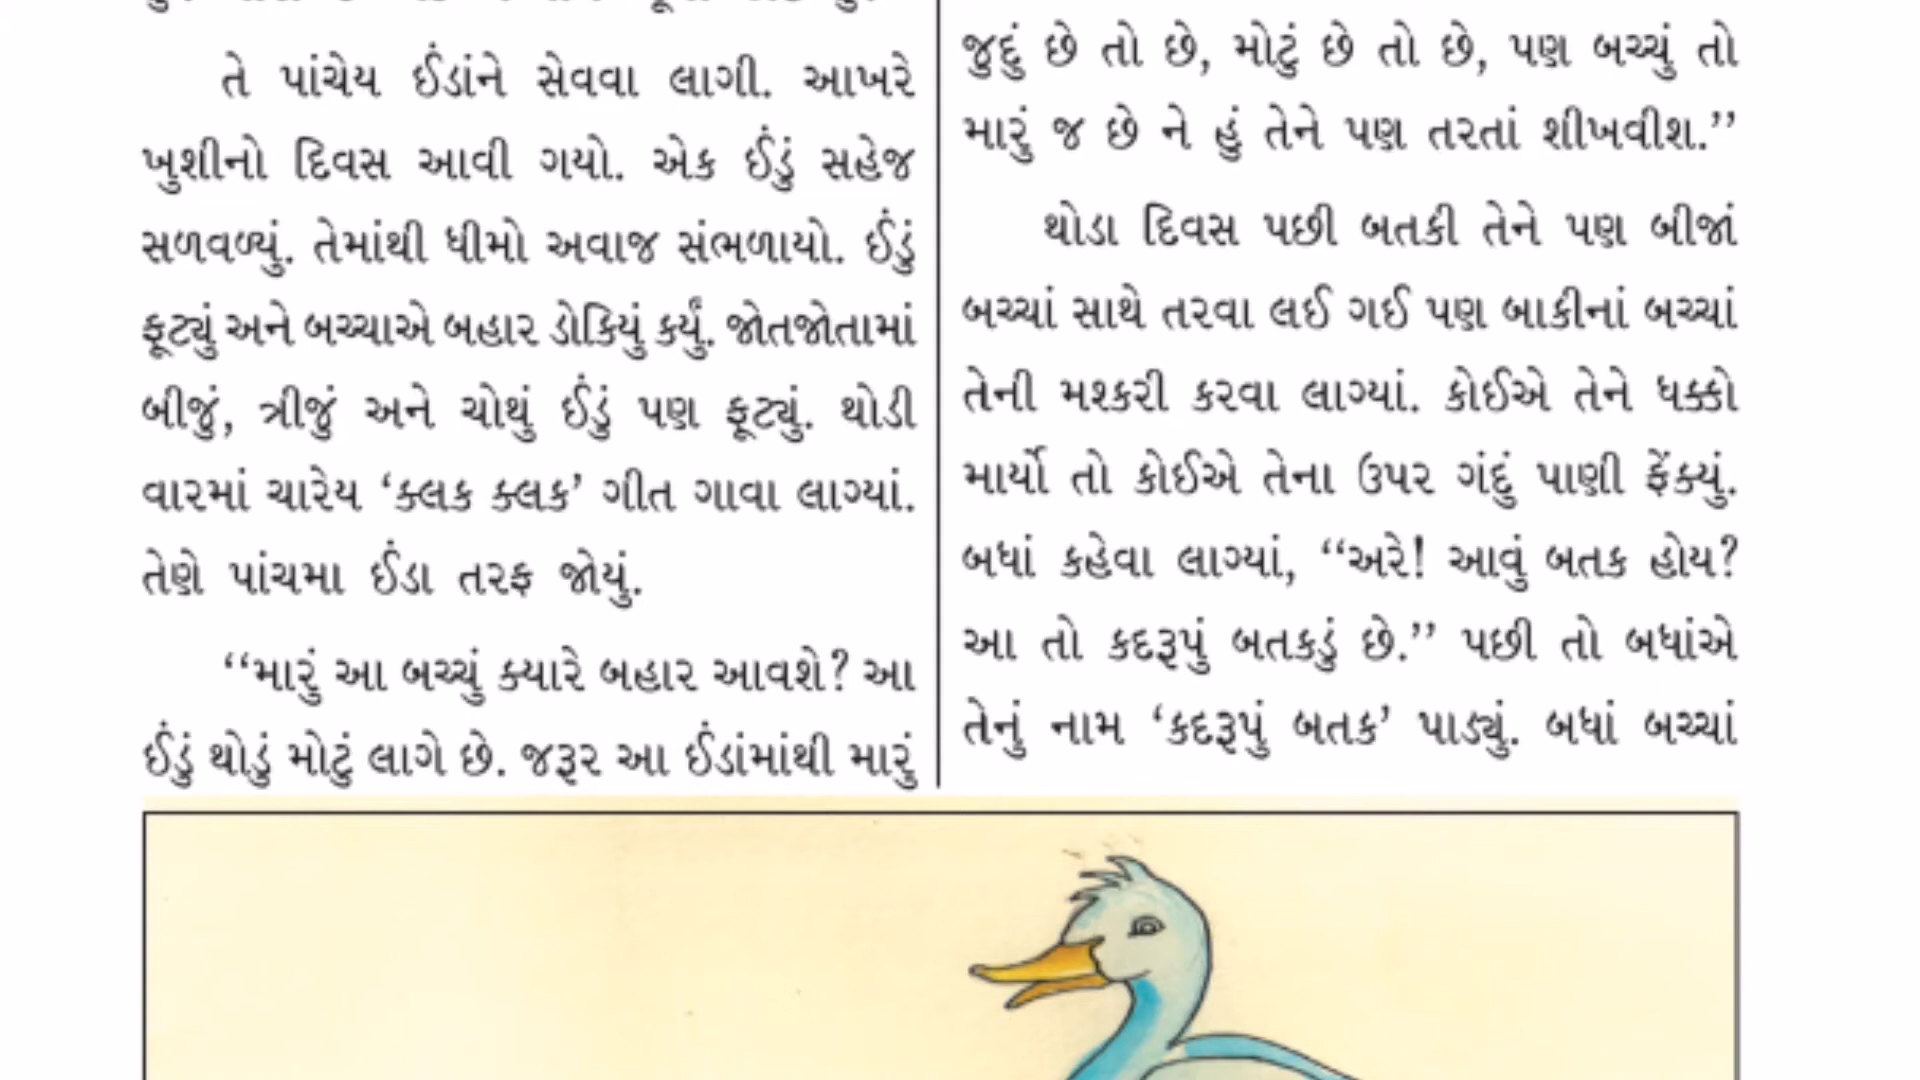 તે પાંચેય ઈંડાંને સેવવા લાગી. આખરે
ખુશીનો દિવસ આવી ગયો. એક ઈંડું સહેજ
સળવળ્યું. તેમાંથી ધીમો અવાજ સંભળાયો. ઈંડું
ફૂટ્યું અને બચ્ચાએ બહાર ડોકિયું કર્યું. જોતજોતામાં
બીજું, ત્રીજું અને ચોથું ઈંડું પણ ફૂટ્યું. થોડી
વારમાં ચારેય ‘ક્લક ક્લક’ ગીત ગાવા લાગ્યાં.
તેણે પાંચમા ઈંડા તરફ જોયું.
“મારું આ બચ્ચું ક્યારે બહાર આવશે? આ
ઈંડું થોડું મોટું લાગે છે. જરૂર આ ઈંડાંમાંથી મારું
જુદું છે તો છે, મોટું છે તો છે, પણ બચ્ચું તો
મારું જ છે ને હું તેને પણ તરતાં શીખવીશ.”
થોડા દિવસ પછી બતકી તેને પણ બીજાં
બચ્ચાં સાથે તરવા લઈ ગઈ પણ બાકીનાં બચ્ચાં
તેની મશ્કરી કરવા લાગ્યાં. કોઈએ તેને ધક્કો
માર્યો તો કોઈએ તેના ઉપર ગંદું પાણી ફેંક્યું.
બધાં કહેવા લાગ્યાં, “અરે! આવું બતક હોય?
આ તો કદરૂપું બતકડું છે.” પછી તો બધાંએ
તેનું નામ ‘કદરૂપું બતક’ પાડ્યું. બધાં બચ્ચાં